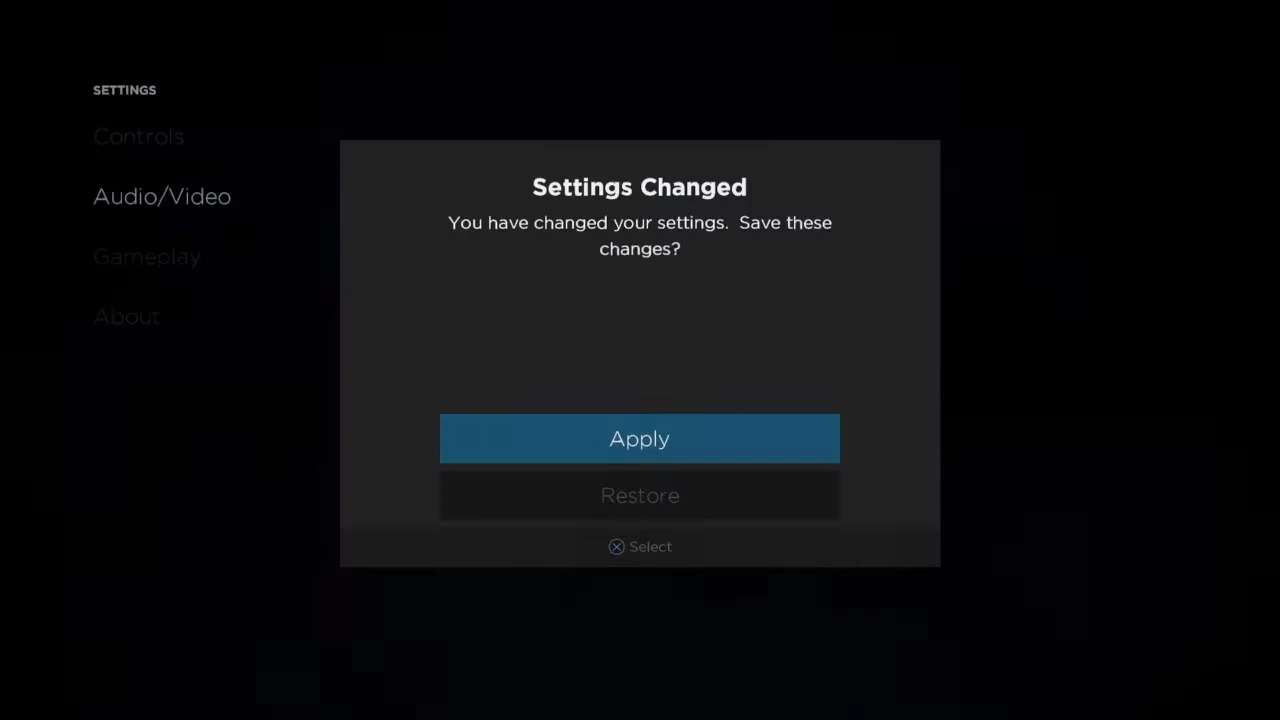 SETTINGS
Controls
Audio/Video
Gameplay
About
Settings Changed
You have changed your settings.  Save these
changes?
Apply
Restore
Select